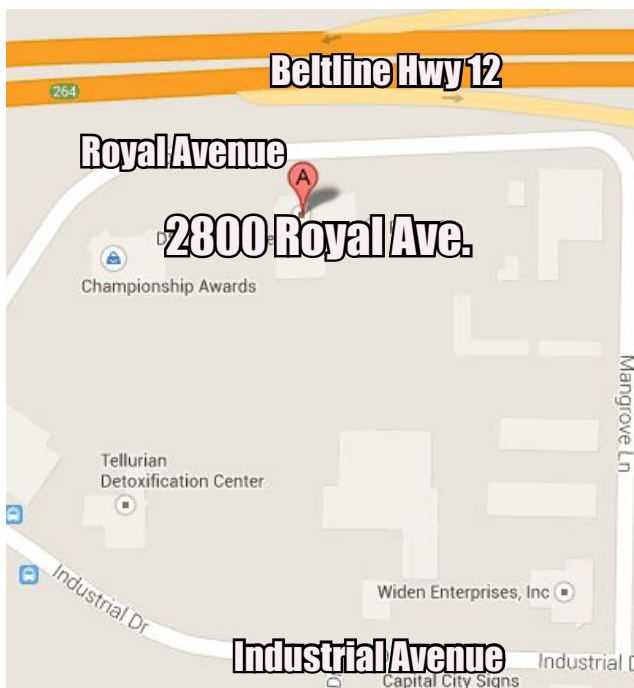 Beltline Hwy 12
264
Royal Avenue
A
2800 Royal Ave.
Championship Awards
Mangrove Ln
Tellurian
Detoxification Center
Widen Enterprises, Inc
Industrial Dr
Industrial Avenue
Industrial D
Capital City Signs